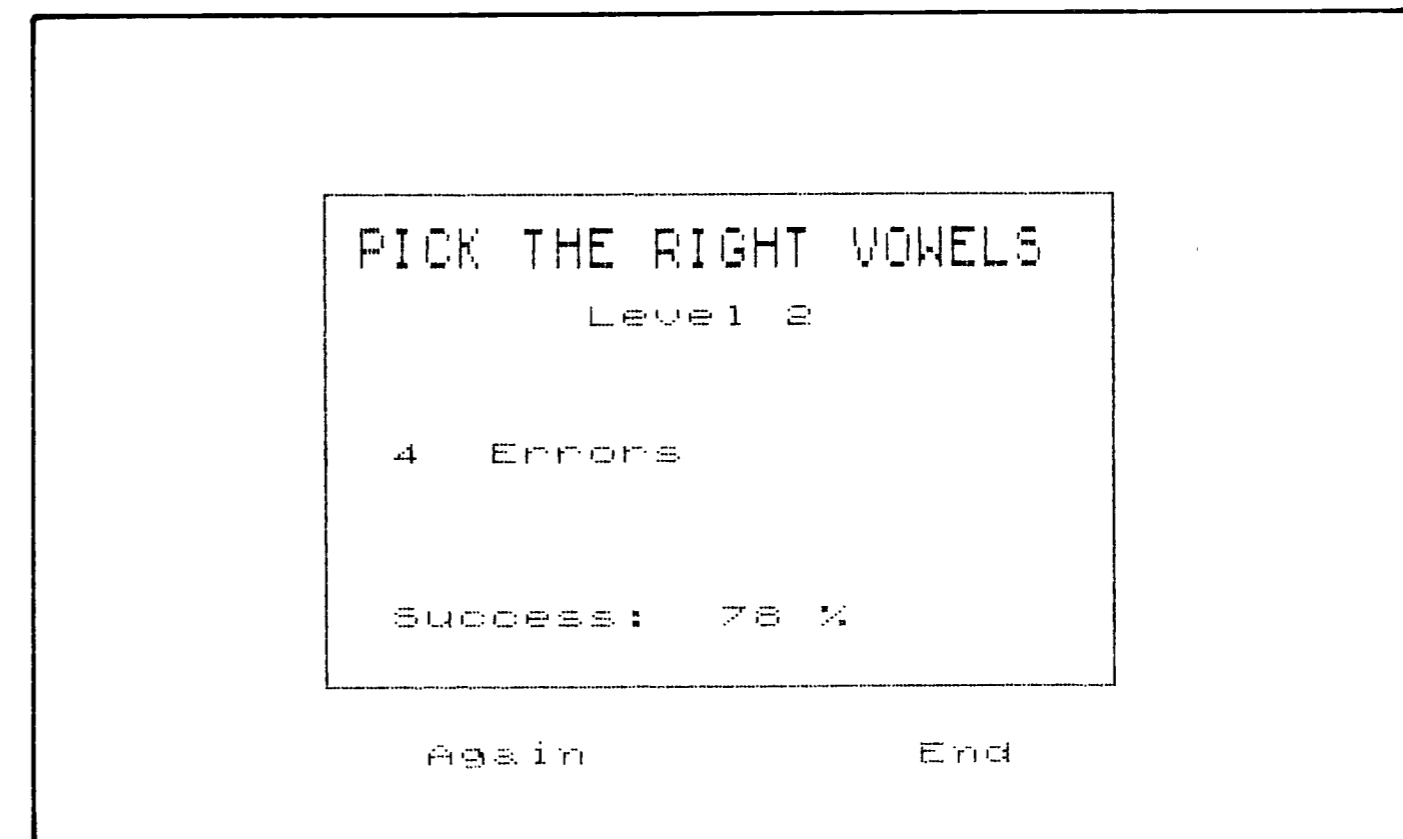 PICK THE RIGHT VOWELS
Level 2
4 Errors
Success: 78 %
Again End